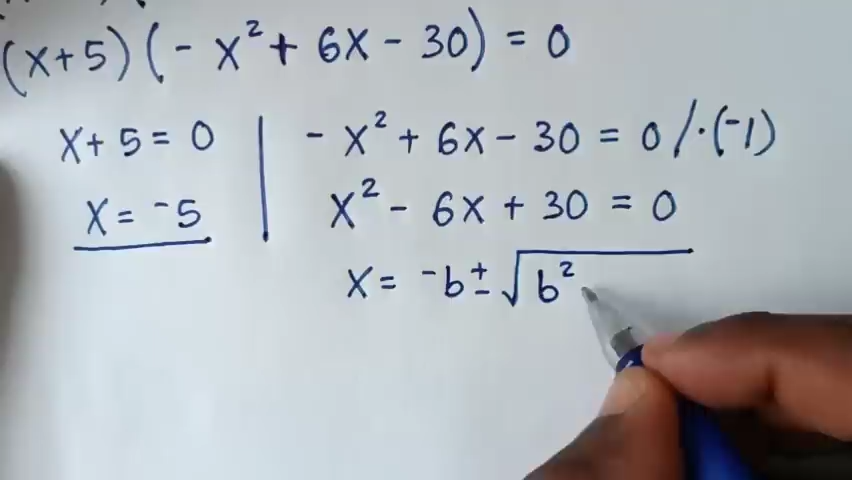 (x+5)(-x²+6x-30)=0
x+5=0 | -x²+6x-30=0/·(-1)
x=-5 | x²-6x+30=0
x=-b±√b²